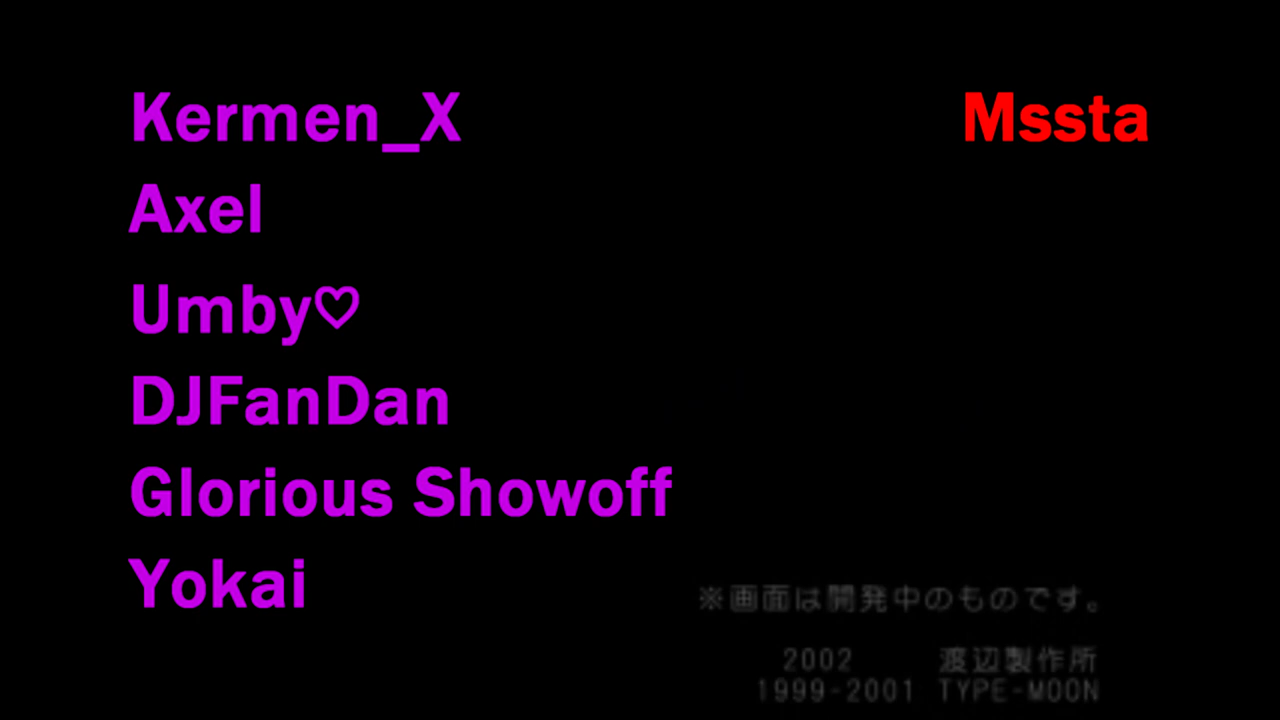 Kermen_X
Mssta
Axel
Umby♡
DJFanDan
Glorious Showoff
Yokai
※画面は開発中のものです。
2002 渡辺製作所
1999-2001 TYPE-MOON